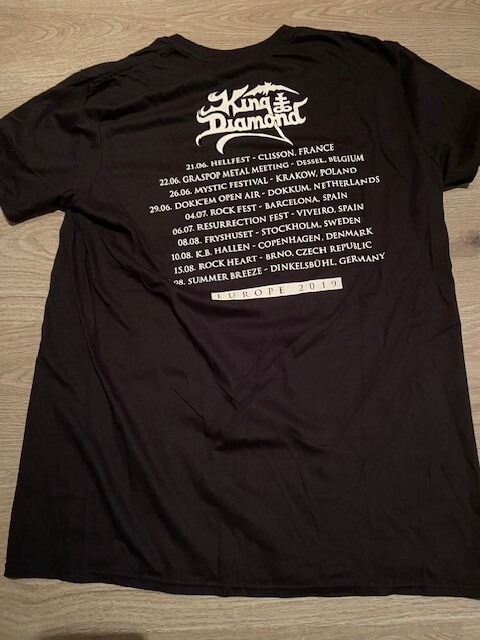 King
Diamond
21.06. HELLFEST - CLISSON, FRANCE
22.06. GRASPOP METAL MEETING - DESSEL, BELGIUM
26.06. MYSTIC FESTIVAL - KRAKOW, POLAND
29.06. DOKK'EM OPEN AIR - DOKKUM, NETHERLANDS
04.07. ROCK FEST - BARCELONA, SPAIN
06.07. RESURRECTION FEST - VIVEIRO, SPAIN
08.08. FRYSHUSET - STOCKHOLM, SWEDEN
10.08. K.B. HALLEN - COPENHAGEN, DENMARK
15.08. ROCK HEART - BRNO, CZECH REPUBLIC
08. SUMMER BREEZE - DINKELSBÜHL, GERMANY
EUROPE 2019